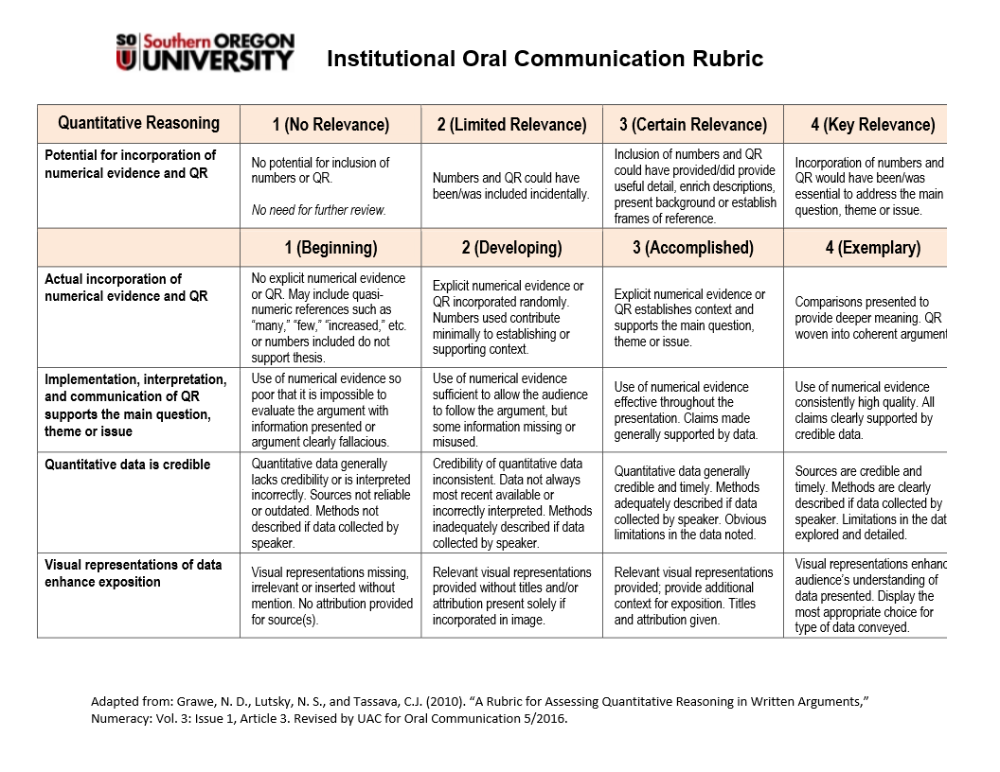 SO Southern OREGON
U UNIVERSITY
Institutional Oral Communication Rubric
Quantitative Reasoning
1 (No Relevance)
2 (Limited Relevance)
3 (Certain Relevance)
4 (Key Relevance)
Potential for incorporation of
numerical evidence and QR
No potential for inclusion of
numbers or QR.
No need for further review.
Numbers and QR could have
been/was included incidentally.
Inclusion of numbers and QR
could have provided/did provide
useful detail, enrich descriptions,
present background or establish
frames of reference.
Incorporation of numbers and
QR would have been/was
essential to address the main
question, theme or issue.
1 (Beginning)
2 (Developing)
3 (Accomplished)
4 (Exemplary)
Actual incorporation of
numerical evidence and QR
No explicit numerical evidence
or QR. May include quasi-
numeric references such as
“many,” “few,” “increased,” etc.
or numbers included do not
support thesis.
Explicit numerical evidence or
QR incorporated randomly.
Numbers used contribute
minimally to establishing or
supporting context.
Explicit numerical evidence or
QR establishes context and
supports the main question,
theme or issue.
Comparisons presented to
provide deeper meaning. QR
woven into coherent argument
Implementation, interpretation,
and communication of QR
supports the main question,
theme or issue
Use of numerical evidence so
poor that it is impossible to
evaluate the argument with
information presented or
argument clearly fallacious.
Use of numerical evidence
sufficient to allow the audience
to follow the argument, but
some information missing or
misused.
Use of numerical evidence
effective throughout the
presentation. Claims made
generally supported by data.
Use of numerical evidence
consistently high quality. All
claims clearly supported by
credible data.
Quantitative data is credible
Quantitative data generally
lacks credibility or is interpreted
incorrectly. Sources not reliable
or outdated. Methods not
described if data collected by
speaker.
Credibility of quantitative data
inconsistent. Data not always
most recent available or
incorrectly interpreted. Methods
inadequately described if data
collected by speaker.
Quantitative data generally
credible and timely. Methods
adequately described if data
collected by speaker. Obvious
limitations in the data noted.
Sources are credible and
timely. Methods are clearly
described if data collected by
speaker. Limitations in the dat
explored and detailed.
Visual representations of data
enhance exposition
Visual representations missing,
irrelevant or inserted without
mention. No attribution provided
for source(s).
Relevant visual representations
provided without titles and/or
attribution present solely if
incorporated in image.
Relevant visual representations
provided; provide additional
context for exposition. Titles
and attribution given.
Visual representations enhanc
audience’s understanding of
data presented. Display the
most appropriate choice for
type of data conveyed.
Adapted from: Grawe, N. D., Lutsky, N. S., and Tassava, C.J. (2010). “A Rubric for Assessing Quantitative Reasoning in Written Arguments,”
Numeracy: Vol. 3: Issue 1, Article 3. Revised by UAC for Oral Communication 5/2016.